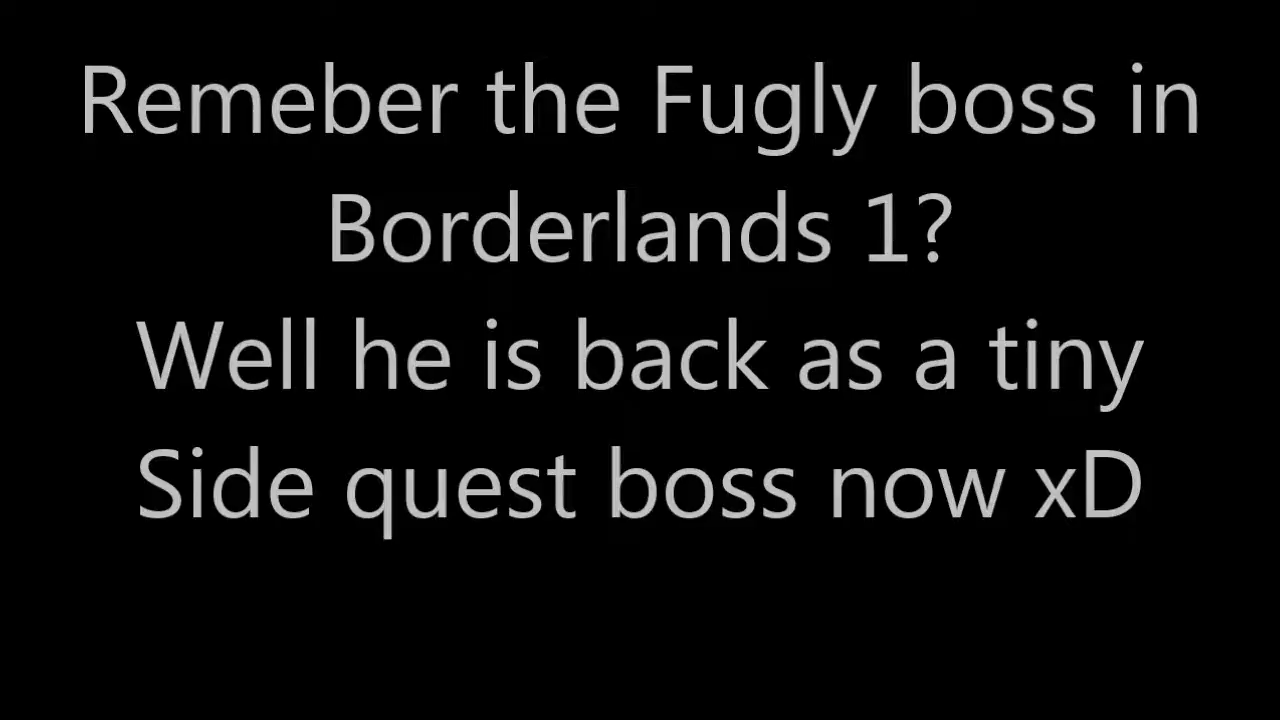 Remeber the Fugly boss in
Borderlands 1?
Well he is back as a tiny
Side quest boss now xD